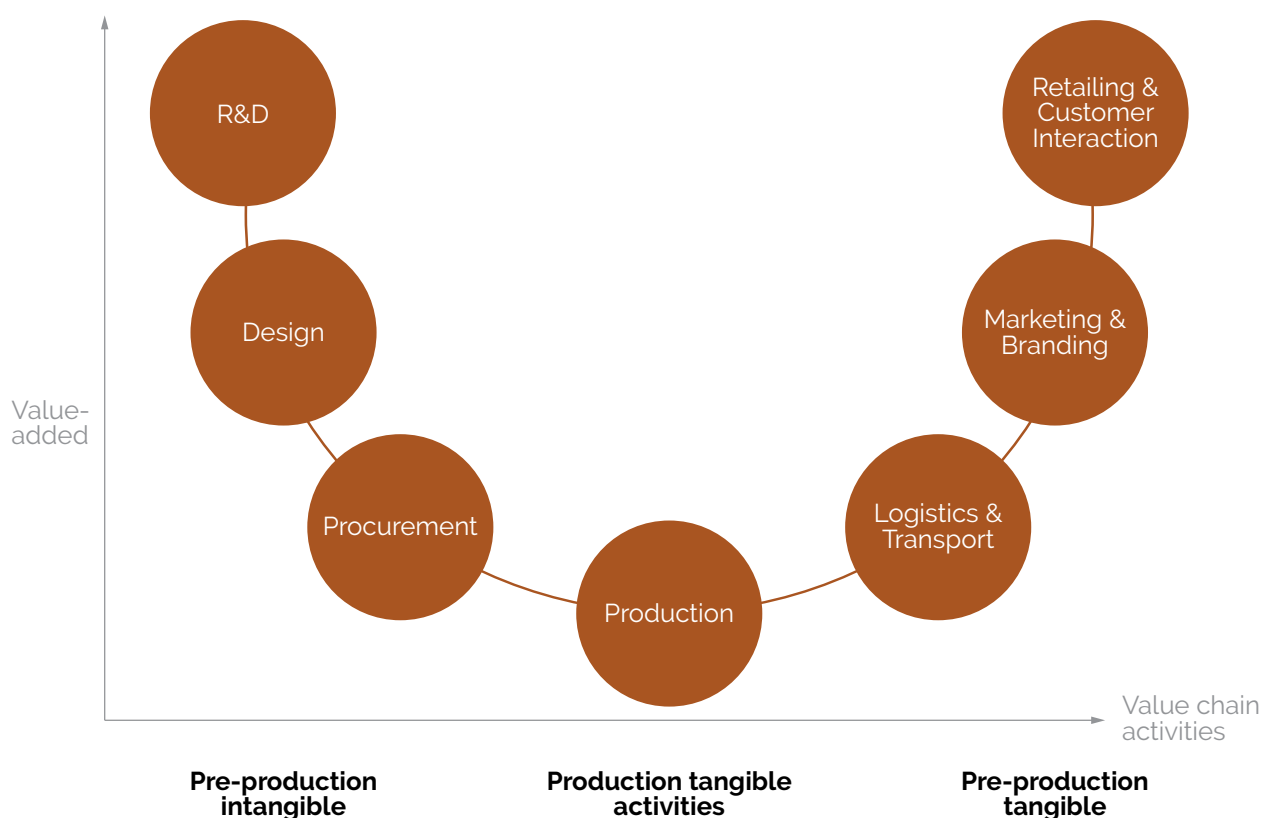 R&D
Retailing &
Customer
Interaction
Design
Marketing &
Branding
Value-
added
Procurement
Logistics &
Transport
Production
Value chain
activities
Pre-production
intangible
Production tangible
activities
Pre-production
tangible